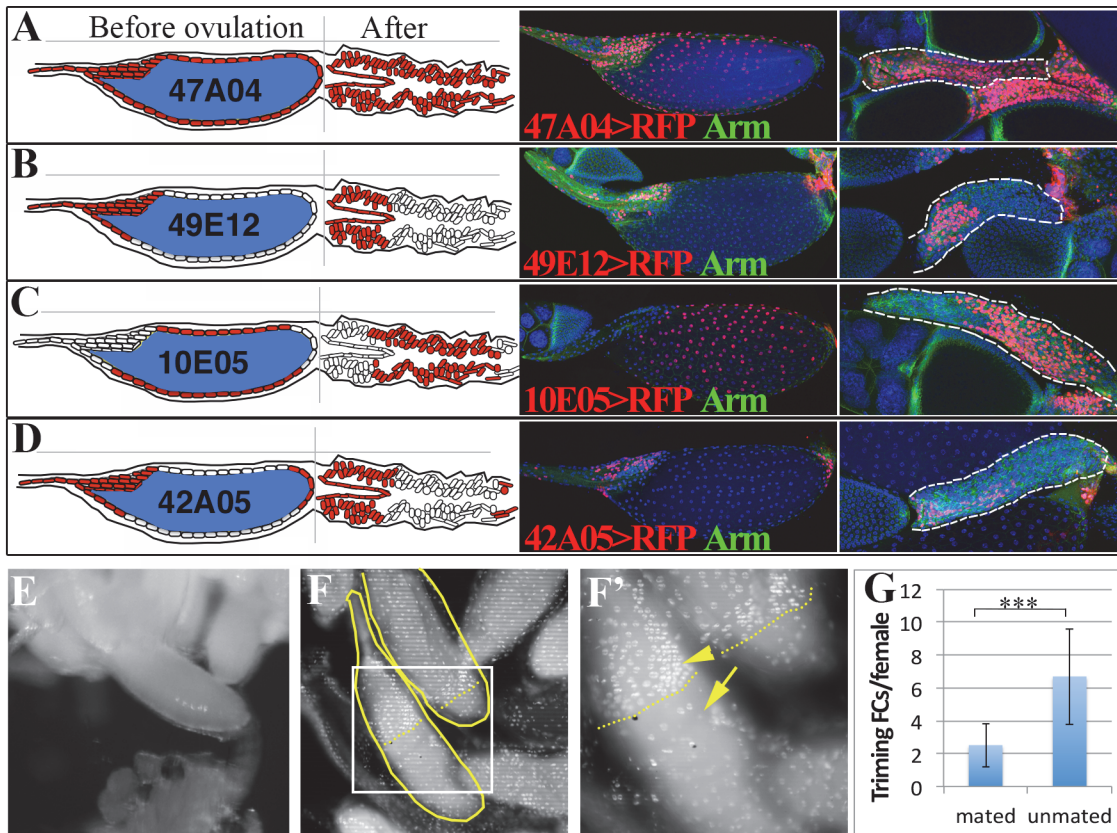 A Before ovulation After
47A04
47A04>RFP Arm
B
49E12
49E12>RFP Arm
C
10E05
10E05>RFP Arm
D
42A05
42A05>RFP Arm
E
F
F'
G
***
Triming FCs/female
12
10
8
6
4
2
0
mated unmated